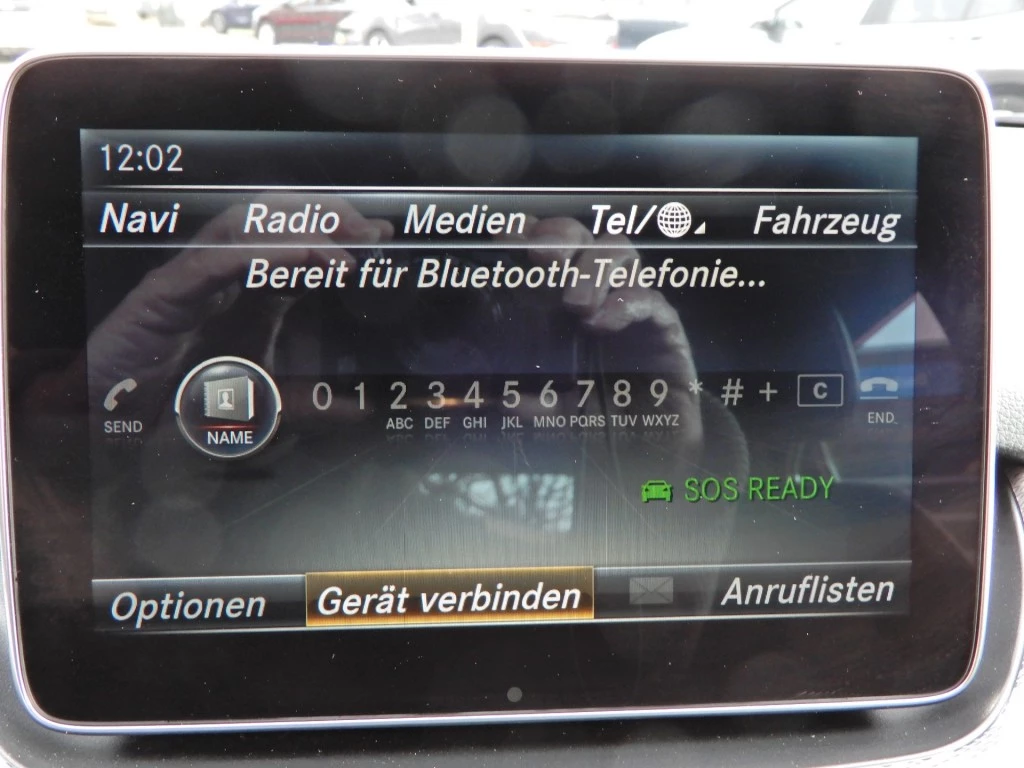 12:02
Navi Radio Medien Tel/ Fahrzeug
Bereit für Bluetooth-Telefonie...
0 1 2 3 4 5 6 7 8 9 * # + C
ABC DEF GHI JKL MNO PQRS TUV WXYZ
SEND NAME END
SOS READY
Optionen Gerät verbinden Anruflisten